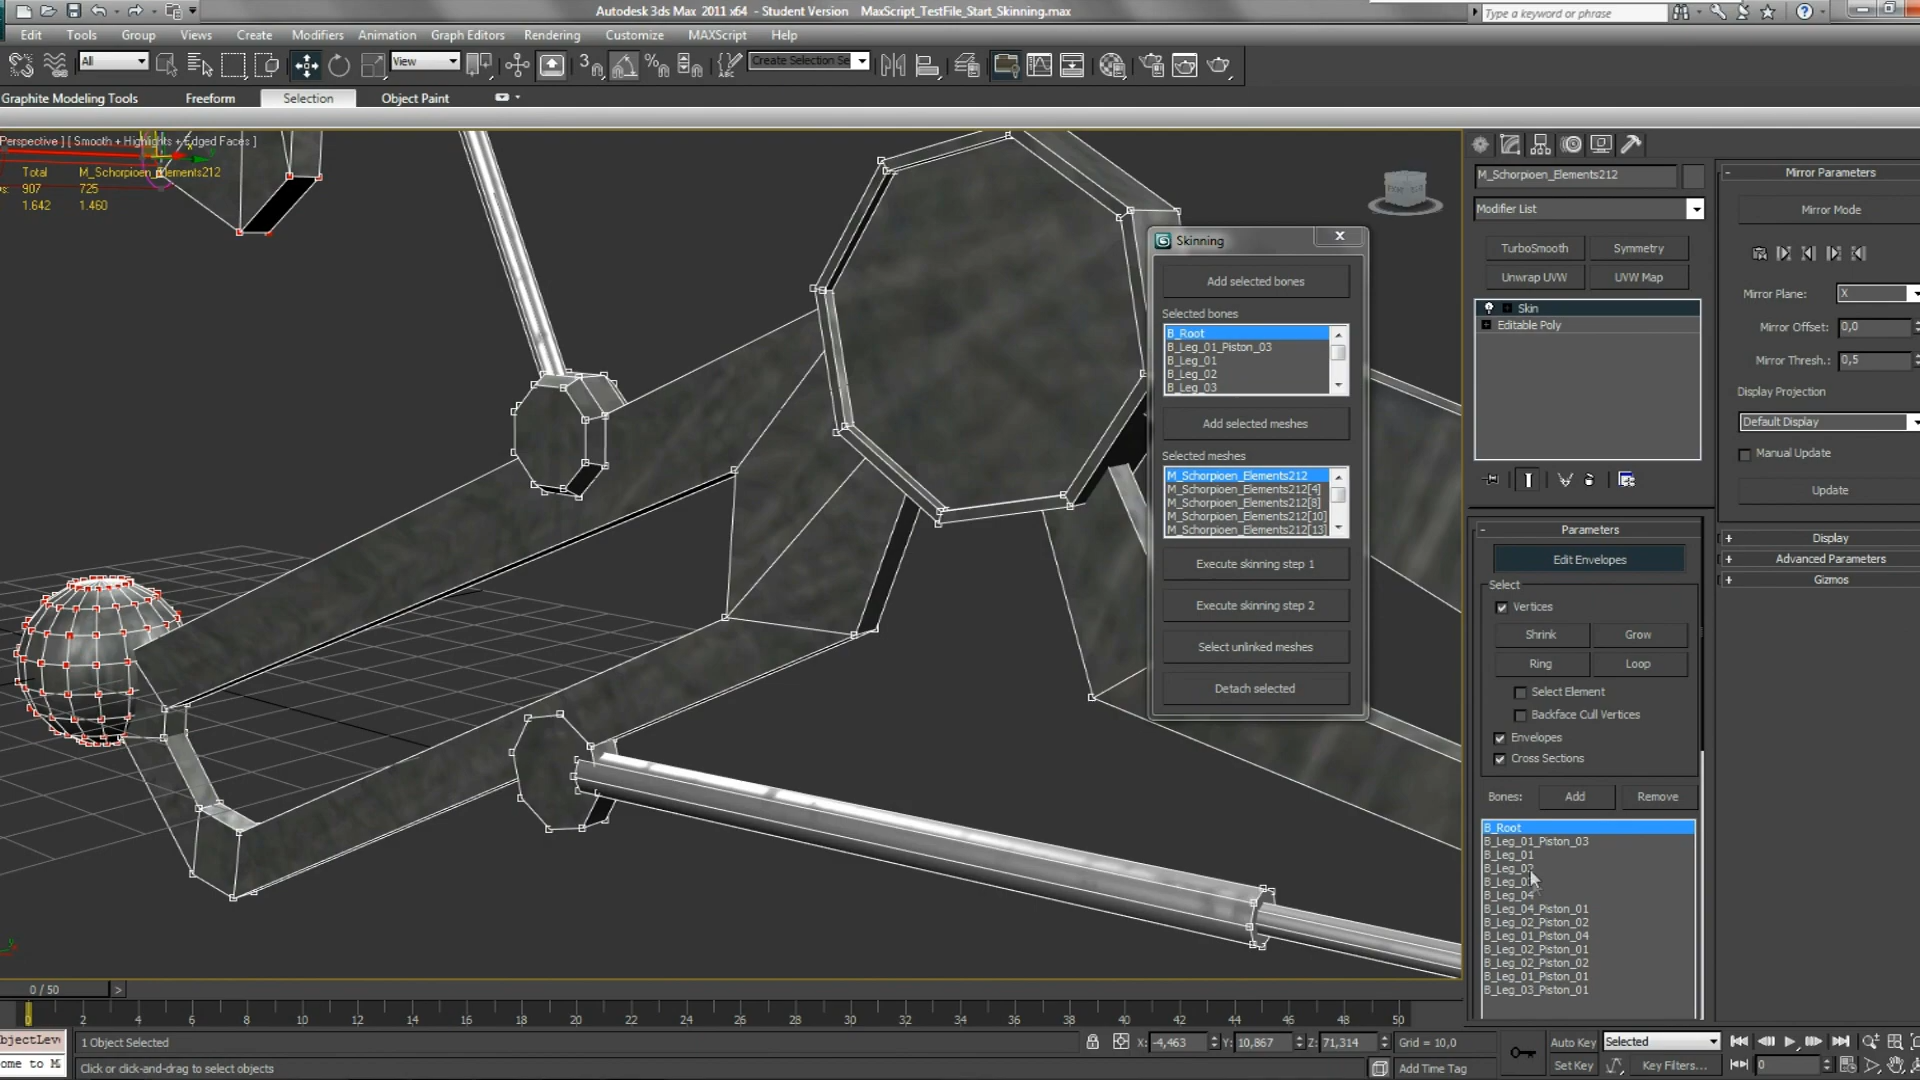 Autodesk 3ds Max 2011 x64 - Student Version MaxScript_TestFile_Start_Skinning.max
Type a keyword or phrase
Edit Tools Group Views Create Modifiers Animation Graph Editors Rendering Customize MAXScript Help
All
View
3
Create Selection Se
Graphite Modeling Tools Freeform Selection Object Paint
Perspective ] [ Smooth + Highlights + Edged Faces ]
Total M_Schorpioen_Elements212
907 725
1.642 1.460
Skinning
Add selected bones
Selected bones
B_Root
B_Leg_01_Piston_03
B_Leg_01
B_Leg_02
B_Leg_03
Add selected meshes
Selected meshes
M_Schorpioen_Elements212
M_Schorpioen_Elements212[4]
M_Schorpioen_Elements212[8]
M_Schorpioen_Elements212[10]
M_Schorpioen_Elements212[13]
Execute skinning step 1
Execute skinning step 2
Select unlinked meshes
Detach selected
M_Schorpioen_Elements212
Modifier List
TurboSmooth Symmetry
Unwrap UVW UVW Map
Skin
Editable Poly
Parameters
Edit Envelopes
Select
Vertices
Shrink Grow
Ring Loop
Select Element
Backface Cull Vertices
Envelopes
Cross Sections
Bones: Add Remove
B_Root
B_Leg_01_Piston_03
B_Leg_01
B_Leg_04
B_Leg_04_Piston_01
B_Leg_02_Piston_02
B_Leg_01_Piston_04
B_Leg_02_Piston_01
B_Leg_02_Piston_02
B_Leg_01_Piston_01
B_Leg_03_Piston_01
Mirror Parameters
Mirror Mode
Mirror Plane: X
Mirror Offset: 0,0
Mirror Thresh.: 0,5
Display Projection
Default Display
Manual Update
Update
Display
Advanced Parameters
Gizmos
0 / 50 >
0 2 4 6 8 10 12 14 16 18 20 22 24 26 28 30 32 34 36 38 40 42 44 46 48 50
bjectLeve
ome to M
1 Object Selected
X: -4,463 Y: 10,867 Z: 71,314 Grid = 10,0
Click or click-and-drag to select objects
Add Time Tag
Auto Key Selected
Set Key Key Filters...
0